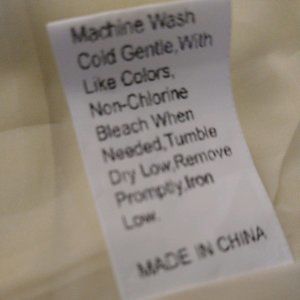 Machine Wash
Cold Gentle,With
Like Colors,
Non-Chlorine
Bleach When
Needed,Tumble
Dry Low,Remove
Promptly,Iron
Low.
MADE IN CHINA